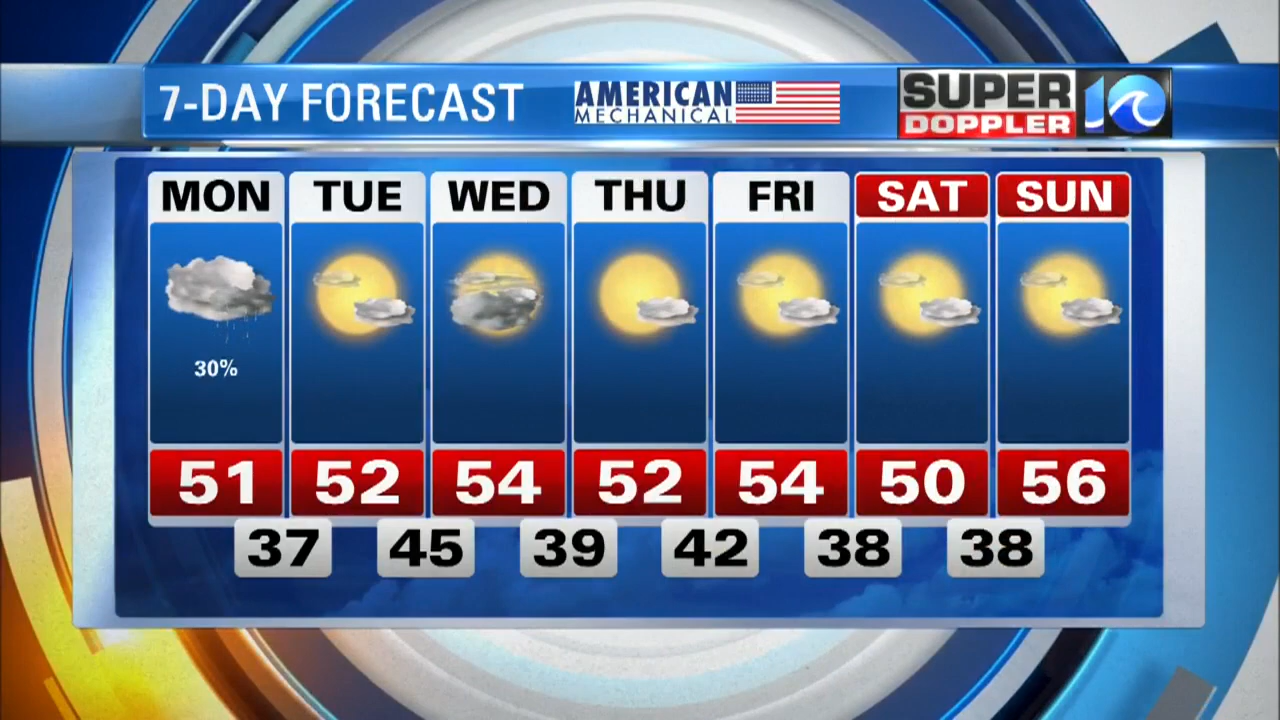 7-DAY FORECAST
AMERICAN
MECHANICAL
SUPER
DOPPLER
10
MON TUE WED THU FRI SAT SUN
30%
51 52 54 52 54 50 56
37 45 39 42 38 38